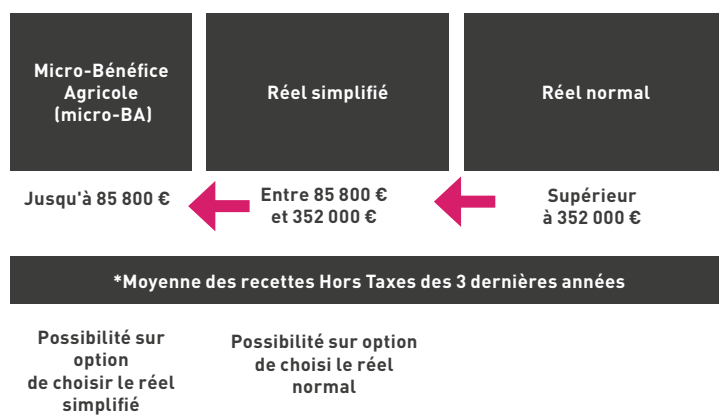 Micro-Bénéfice
Agricole
(micro-BA)
Réel simplifié
Réel normal
Jusqu'à 85 800 €
Entre 85 800 €
et 352 000 €
Supérieur
à 352 000 €
*Moyenne des recettes Hors Taxes des 3 dernières années
Possibilité sur
option
de choisir le réel
simplifié
Possibilité sur option
de choisi le réel
normal